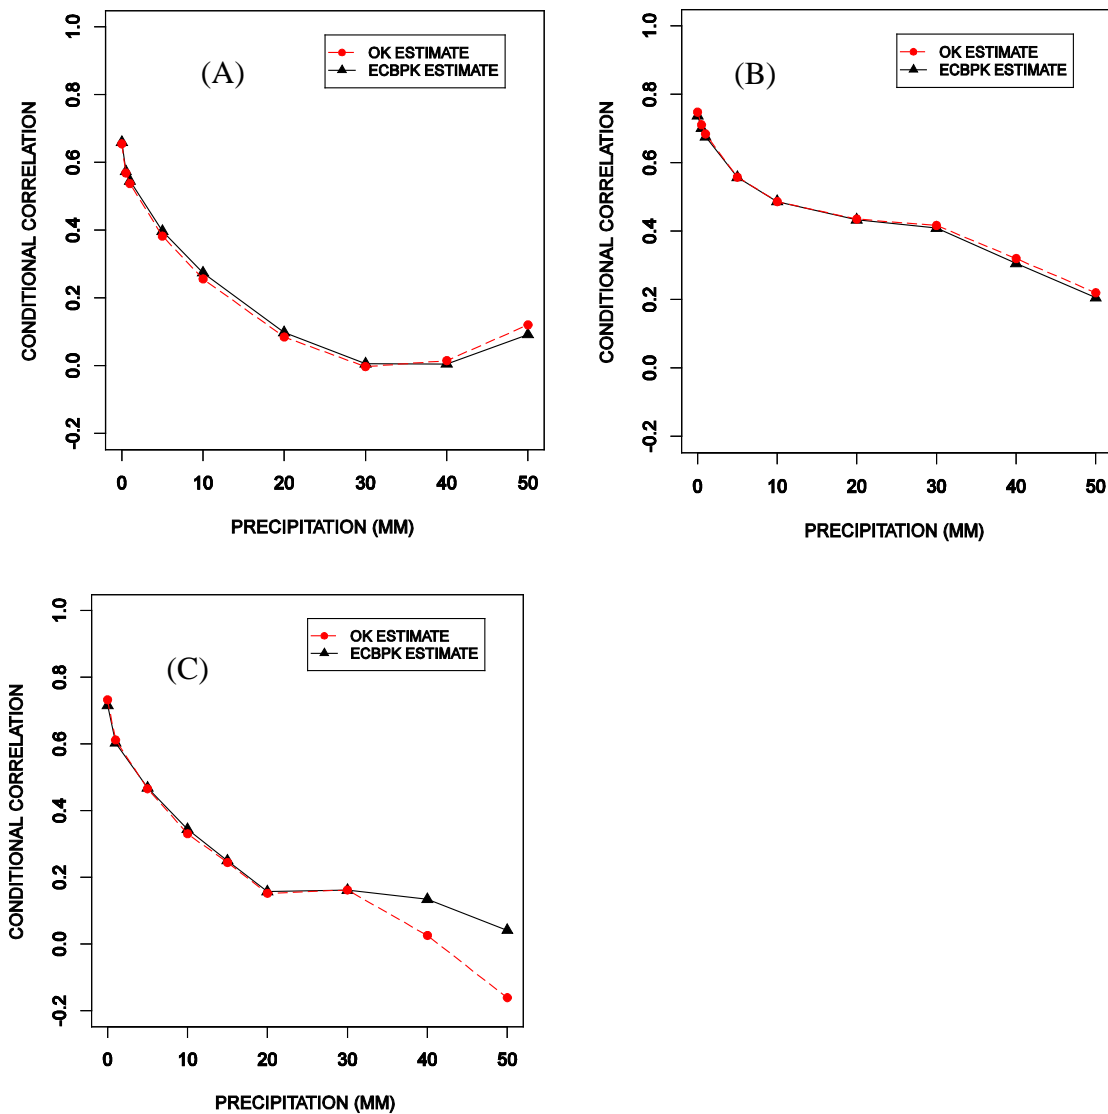 (A)
OK ESTIMATE
ECBPK ESTIMATE
CONDITIONAL CORRELATION
1.0
0.8
0.6
0.4
0.2
0.0
-0.2
0 10 20 30 40 50
PRECIPITATION (MM)
(B)
OK ESTIMATE
ECBPK ESTIMATE
CONDITIONAL CORRELATION
1.0
0.8
0.6
0.4
0.2
0.0
-0.2
0 10 20 30 40 50
PRECIPITATION (MM)
(C)
OK ESTIMATE
ECBPK ESTIMATE
CONDITIONAL CORRELATION
1.0
0.8
0.6
0.4
0.2
0.0
-0.2
0 10 20 30 40 50
PRECIPITATION (MM)